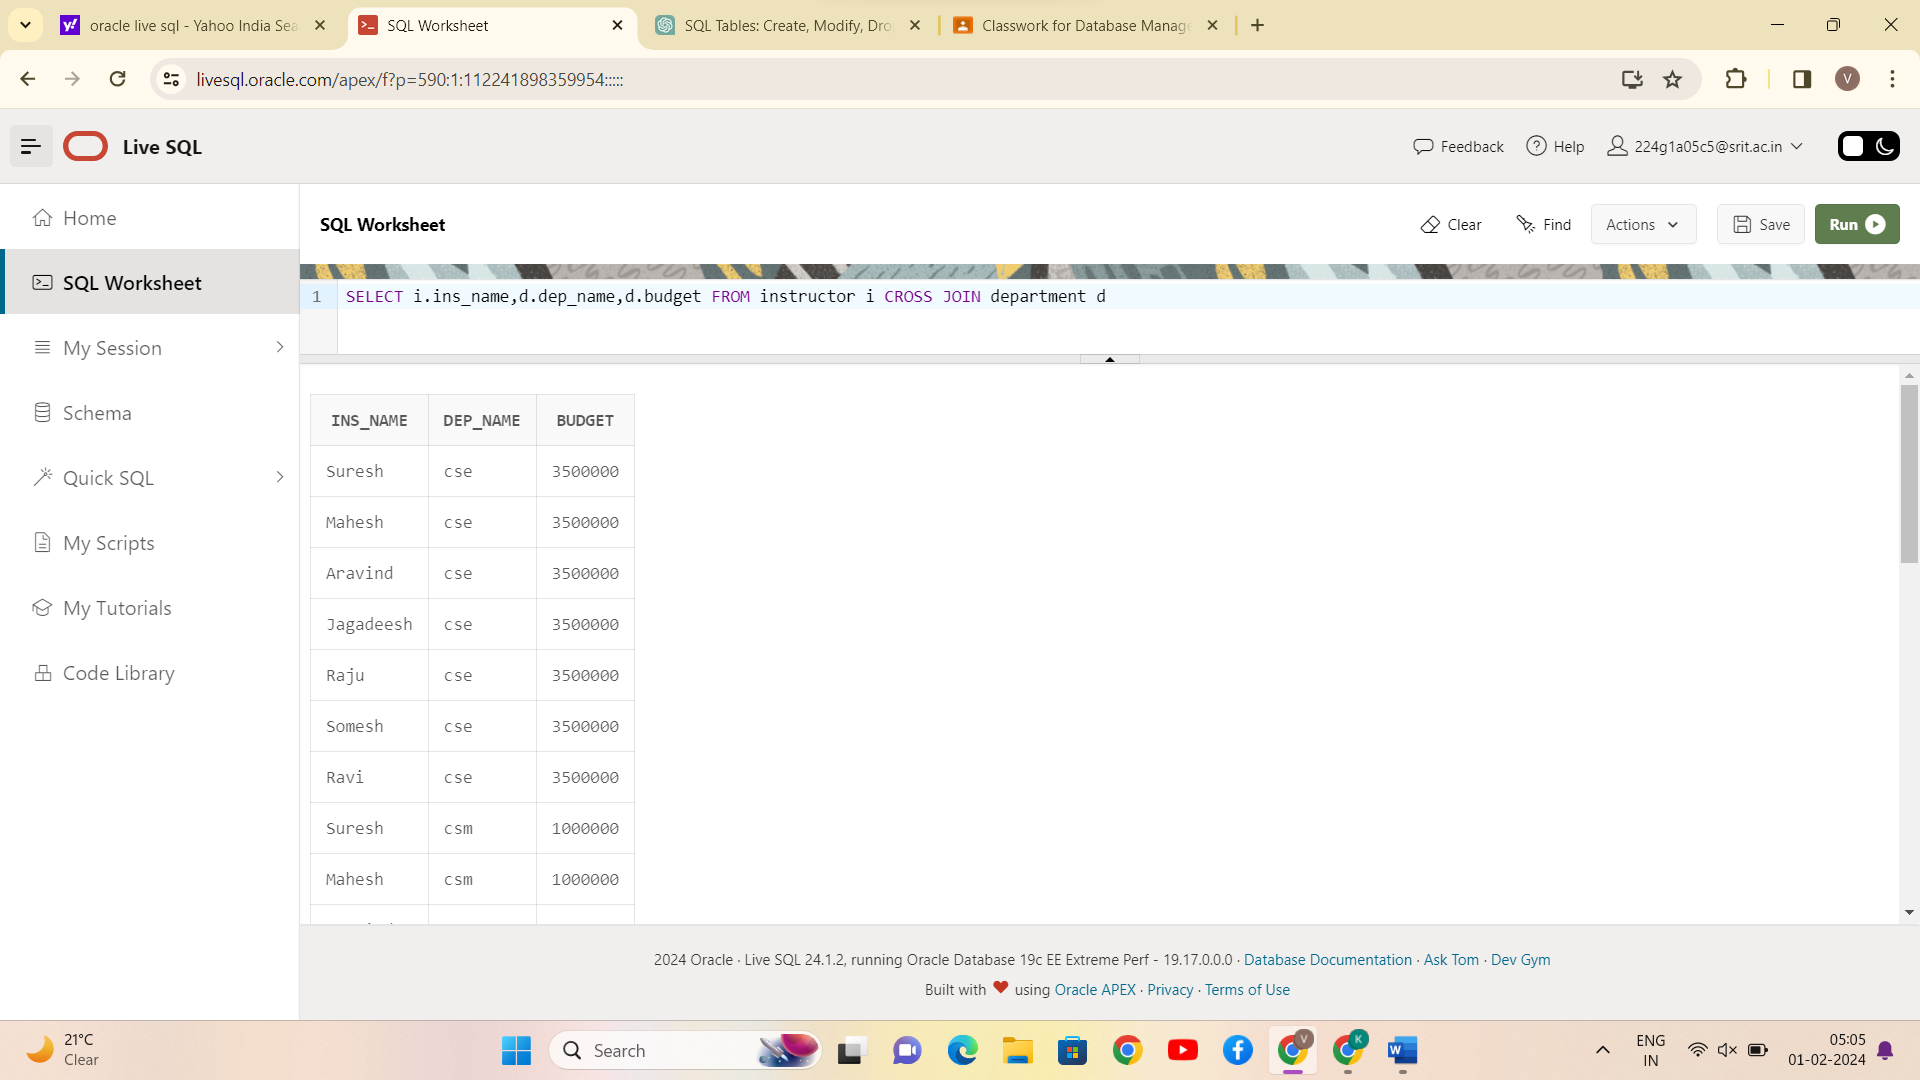 oracle live sql - Yahoo India Sea
SQL Worksheet
SQL Tables: Create, Modify, Dro
Classwork for Database Manage
livesql.oracle.com/apex/f?p=590:1:112241898359954:::::
V
Live SQL
Feedback
Help
224g1a05c5@srit.ac.in
Home
SQL Worksheet
My Session
Schema
Quick SQL
My Scripts
My Tutorials
Code Library
SQL Worksheet
Clear
Find
Actions
Save
Run
1 SELECT i.ins_name,d.dep_name,d.budget FROM instructor i CROSS JOIN department d
INS_NAME DEP_NAME BUDGET
Suresh cse 3500000
Mahesh cse 3500000
Aravind cse 3500000
Jagadeesh cse 3500000
Raju cse 3500000
Somesh cse 3500000
Ravi cse 3500000
Suresh csm 1000000
Mahesh csm 1000000
2024 Oracle · Live SQL 24.1.2, running Oracle Database 19c EE Extreme Perf - 19.17.0.0.0 · Database Documentation · Ask Tom · Dev Gym
Built with ❤ using Oracle APEX · Privacy · Terms of Use
21°C
Clear
Search
V
K
W
ENG
IN
05:05
01-02-2024